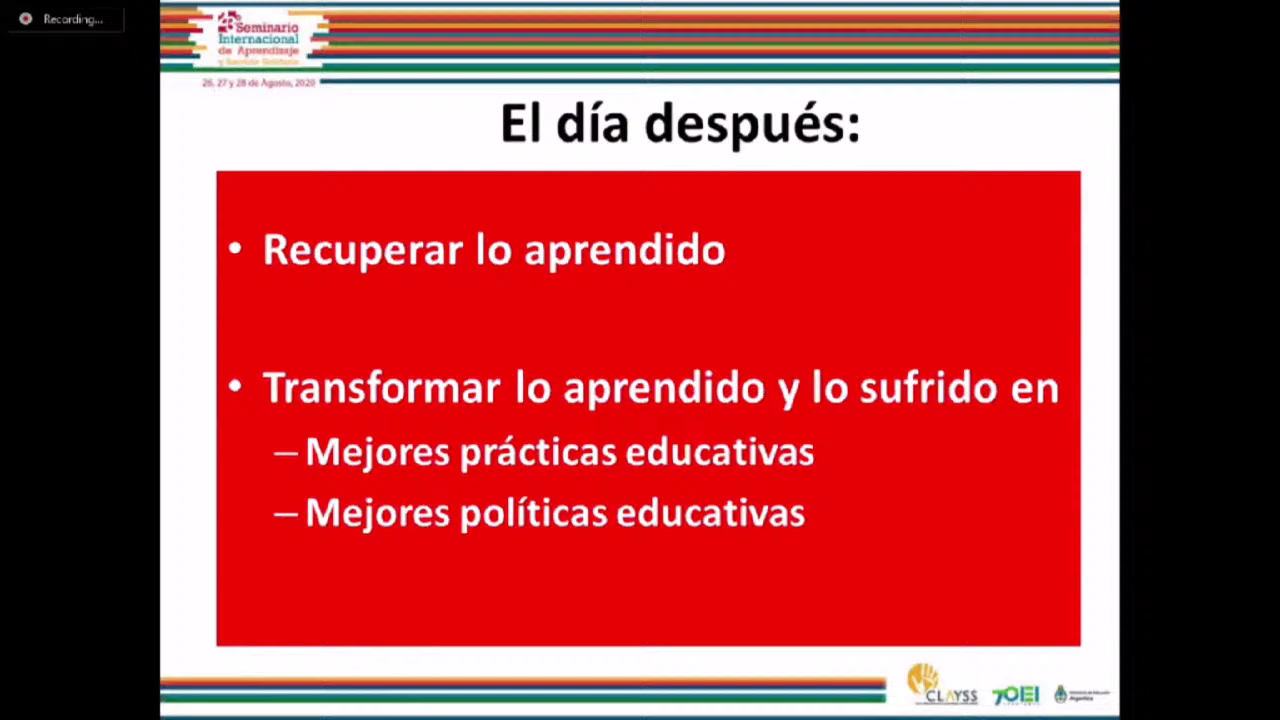 Recording...
Seminario
Internacional
de Aprendizaje
y Servicio Solidario
26, 27 y 28 de Agosto, 2020
El día después:
• Recuperar lo aprendido
• Transformar lo aprendido y lo sufrido en
– Mejores prácticas educativas
– Mejores políticas educativas
CLAYSS
OEI
Argentina